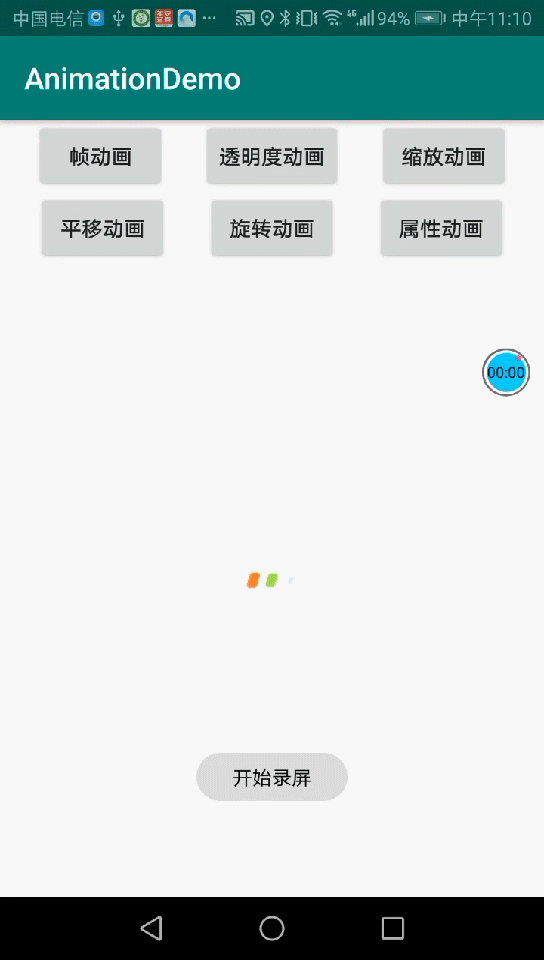 中国电信 ··· 4G 94% 中午11:10
AnimationDemo
帧动画 透明度动画 缩放动画
平移动画 旋转动画 属性动画
00:00
开始录屏